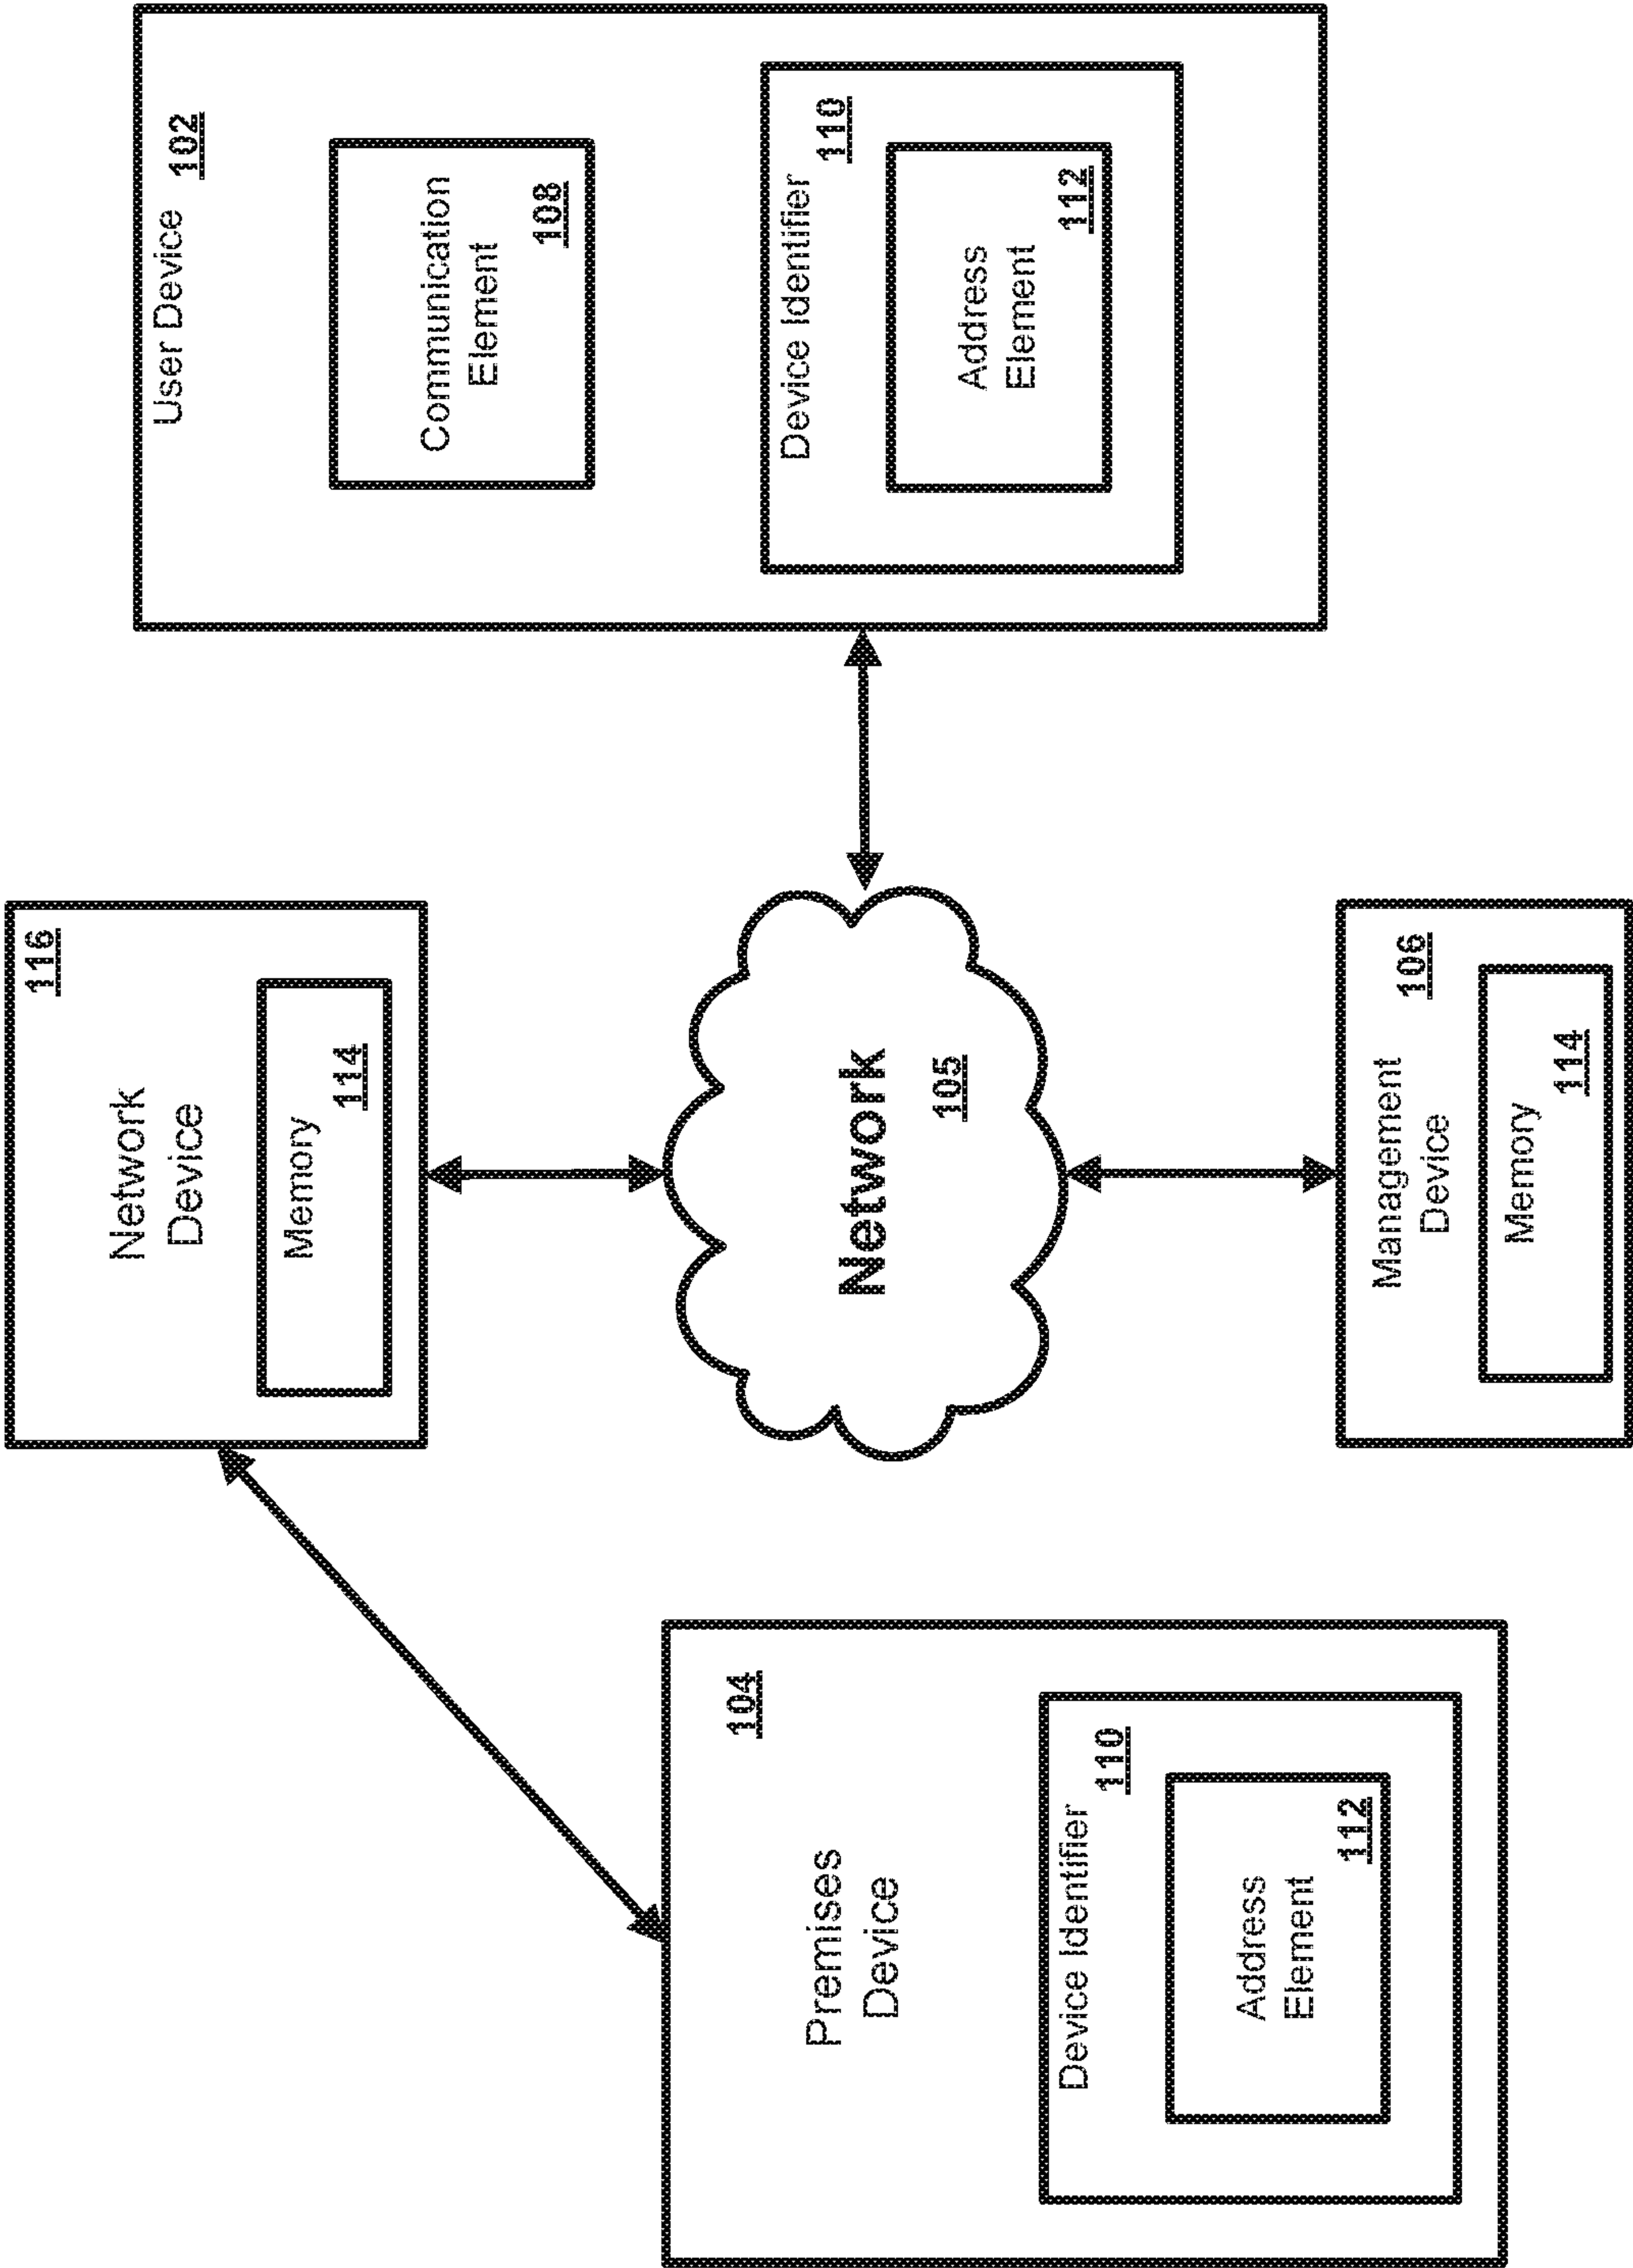 116
Network
Device
Memory
114
User Device 102
Communication
Element
108
Device Identifier
110
Address
Element
112
Network
105
Premises
Device
104
Device Identifier
110
Address
Element
112
106
Management
Device
Memory
114